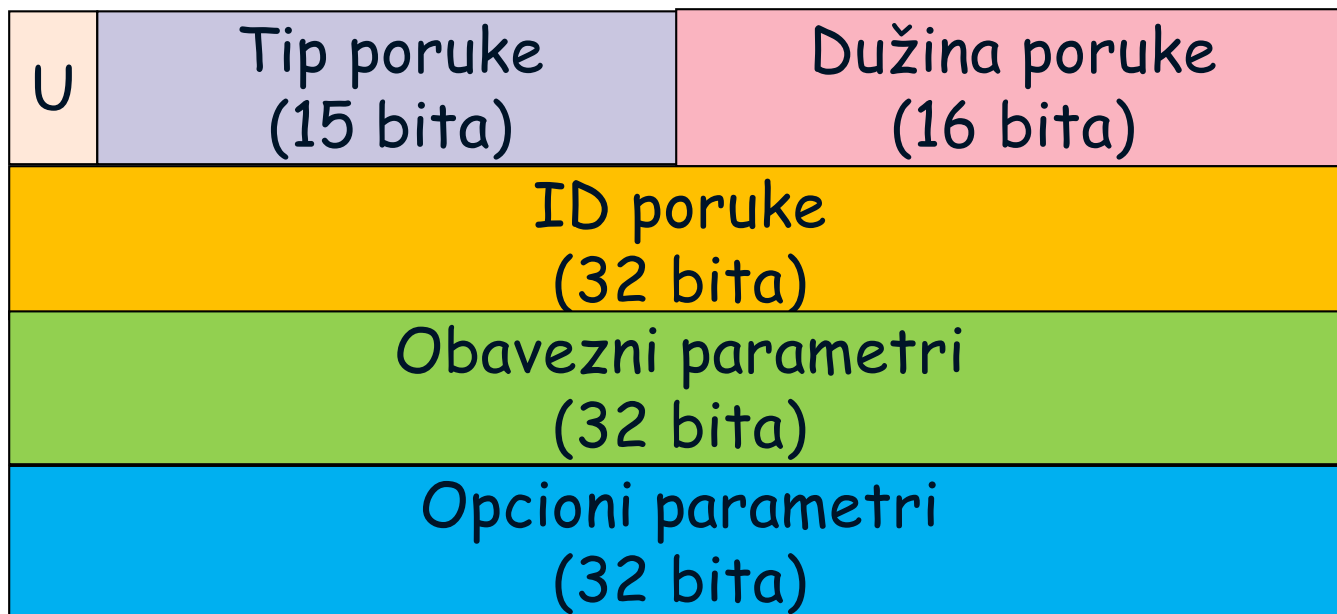 U
Tip poruke
(15 bita)
Dužina poruke
(16 bita)
ID poruke
(32 bita)
Obavezni parametri
(32 bita)
Opcioni parametri
(32 bita)